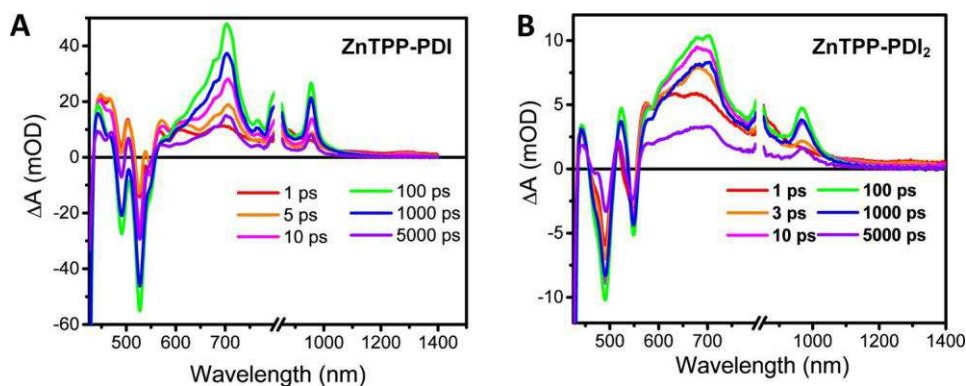 A
ZnTPP-PDI
ΔA (mOD)
40
20
0
-20
-40
-60
1 ps
5 ps
10 ps
100 ps
1000 ps
5000 ps
500 600 700 1000 1200 1400
Wavelength (nm)
B
ZnTPP-PDI₂
ΔA (mOD)
10
5
0
-5
-10
1 ps
3 ps
10 ps
100 ps
1000 ps
5000 ps
500 600 700 1000 1200 1400
Wavelength (nm)